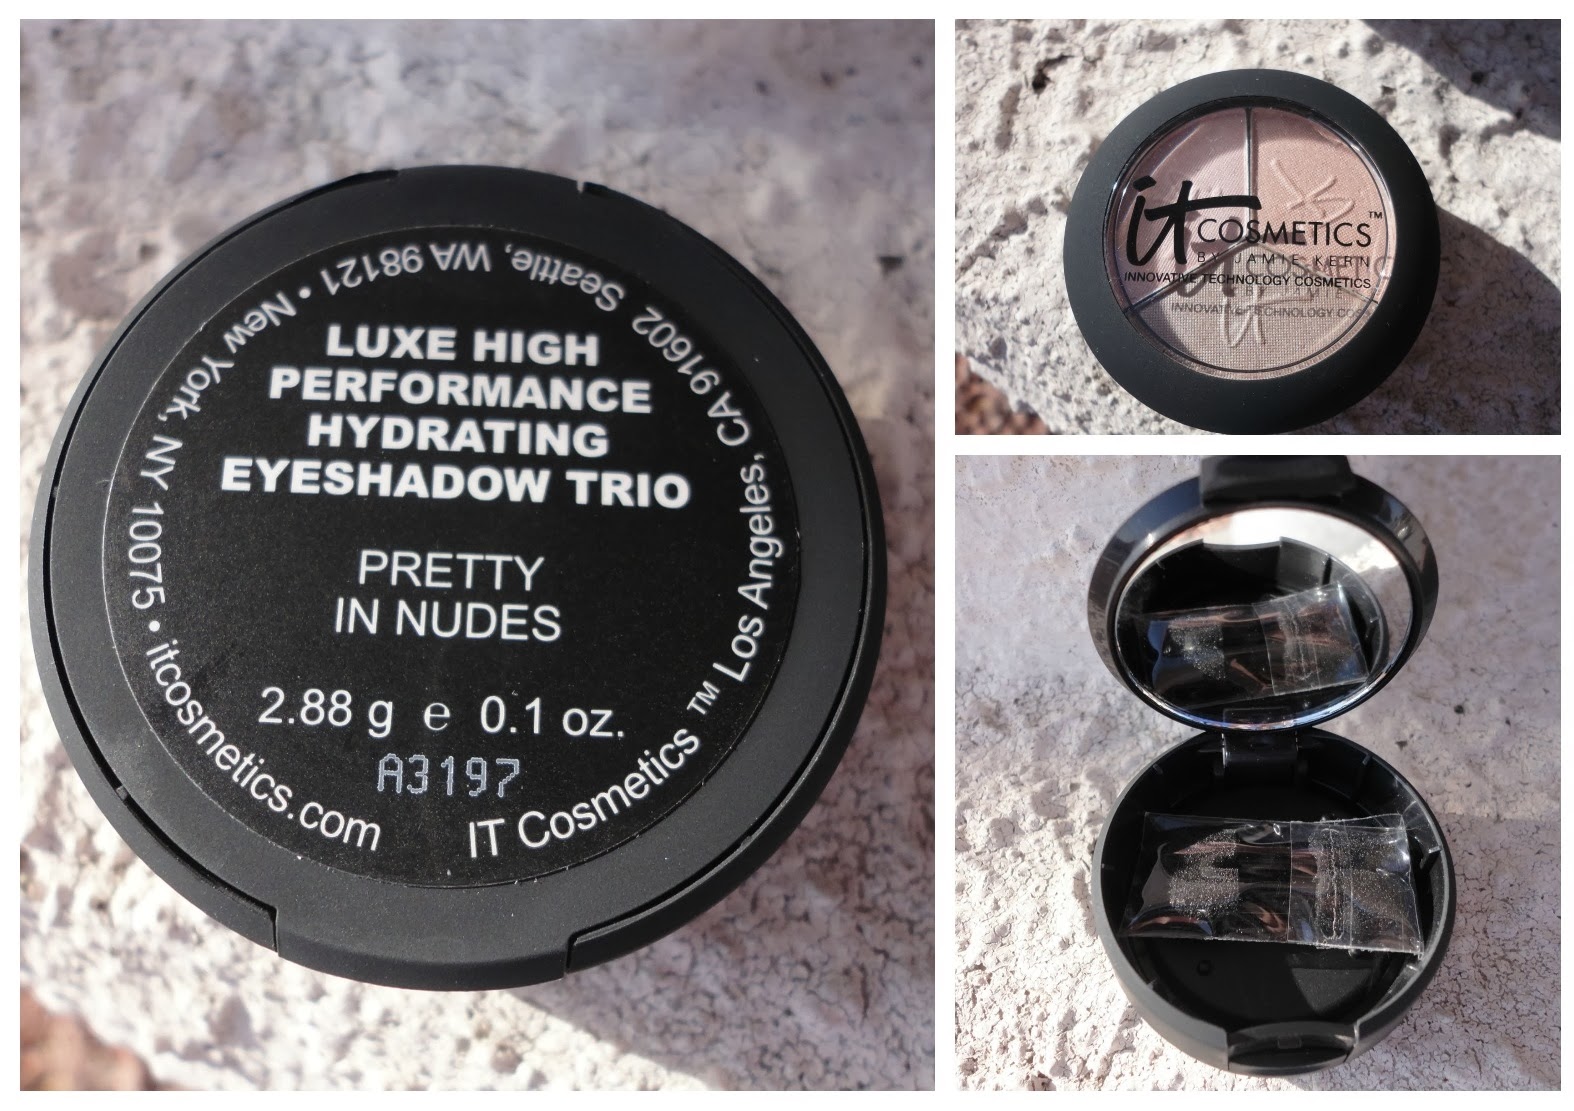 LUXE HIGH
PERFORMANCE
HYDRATING
EYESHADOW TRIO
PRETTY
IN NUDES
2.88 g e 0.1 oz.
A3197
IT Cosmetics ™ Los Angeles, CA 91602 Seattle, WA 98121 • New York, NY 10075 • itcosmetics.com
it COSMETICS™
BY JAMIE KERN
INNOVATIVE TECHNOLOGY COSMETICS